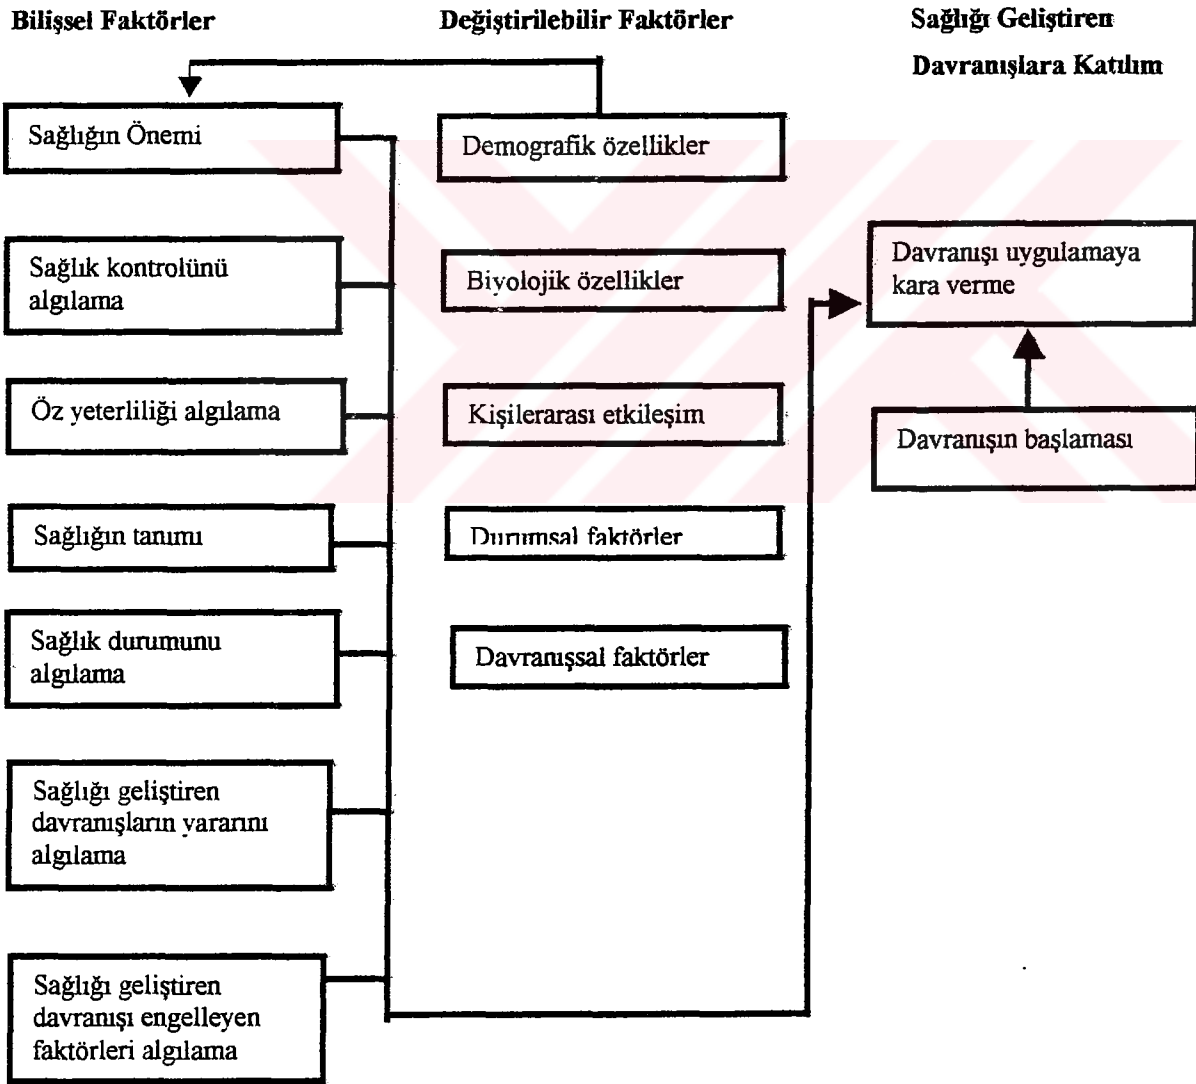 Bilişsel Faktörler
Değiştirilebilir Faktörler
Sağlığı Geliştiren
Davranışlara Katılım
Sağlığın Önemi
Sağlık kontrolünü
algılama
Öz yeterliliği algılama
Sağlığın tanımı
Sağlık durumunu
algılama
Sağlığı geliştiren
davranışların yararını
algılama
Sağlığı geliştiren
davranışı engelleyen
faktörleri algılama
Demografik özellikler
Biyolojik özellikler
Kişilerarası etkileşim
Durumsal faktörler
Davranışsal faktörler
Davranışı uygulamaya
kara verme
Davranışın başlaması